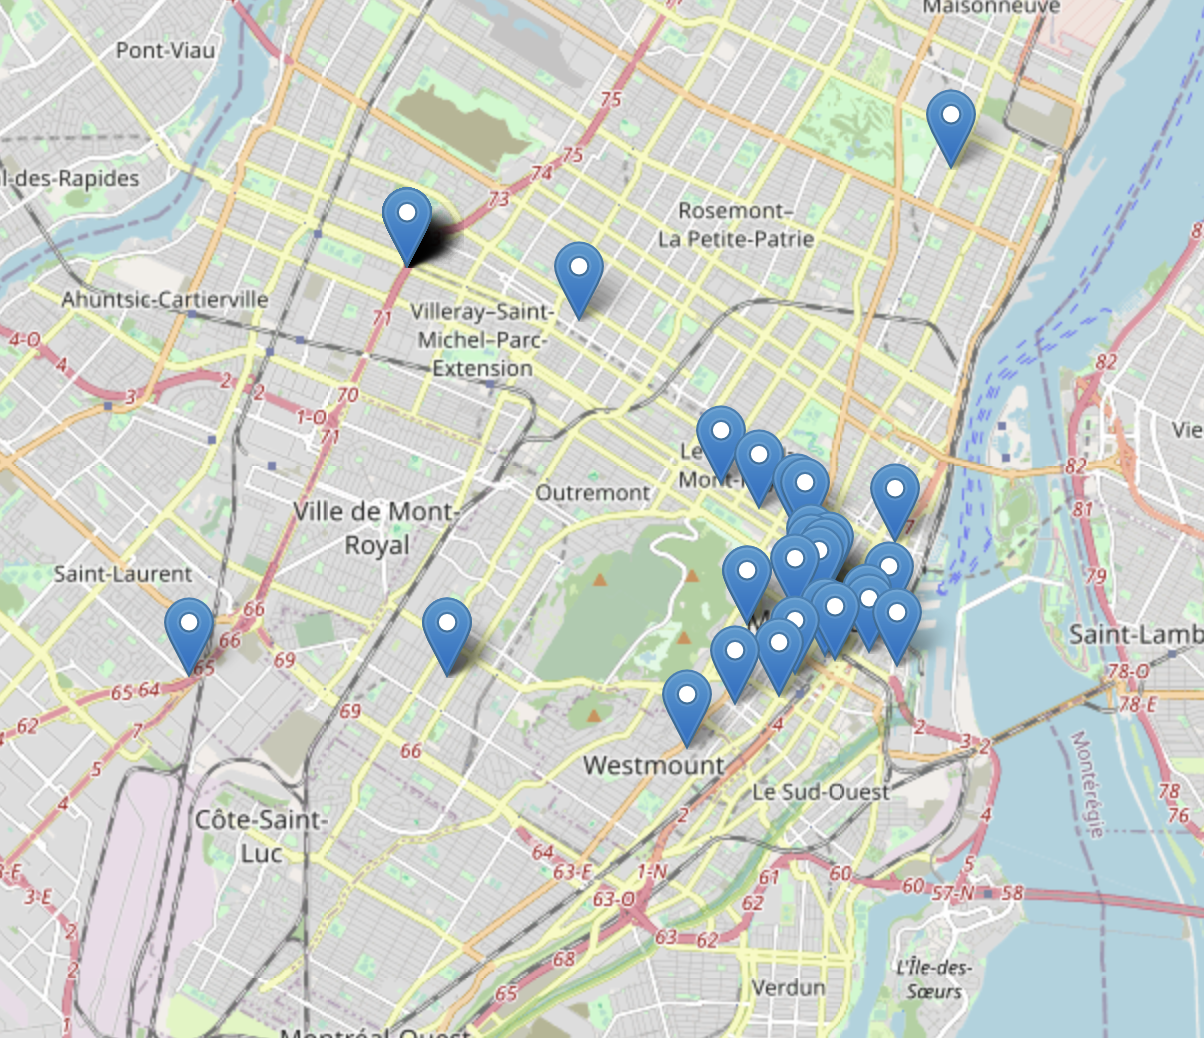 Maisonneuve
Pont-Viau
75
75
74
73
l-des-Rapides
Rosemont–
La Petite-Patrie
8
Ahuntsic-Cartierville
71
Villeray–Saint-
Michel–Parc-
Extension
4-O
4
3
2
2
70
1-O
71
82
Vie
82
81
Outremont
Ville de Mont-
Royal
7
Saint-Laurent
79
66
66
65
69
Saint-Lamb
78-O
78-E
65
64
62
7
69
66
5
4
4
2
3
2
Westmount
Le Sud-Ouest
Montérégie
78
76
Côte-Saint-
Luc
2
4
64
63-E
1-N
63-O
61
60
60
5
57-N
58
62
63
62
3-E
2
2
1
68
65
L'Île-des-
Sœurs
Verdun
Montréal-Ouest